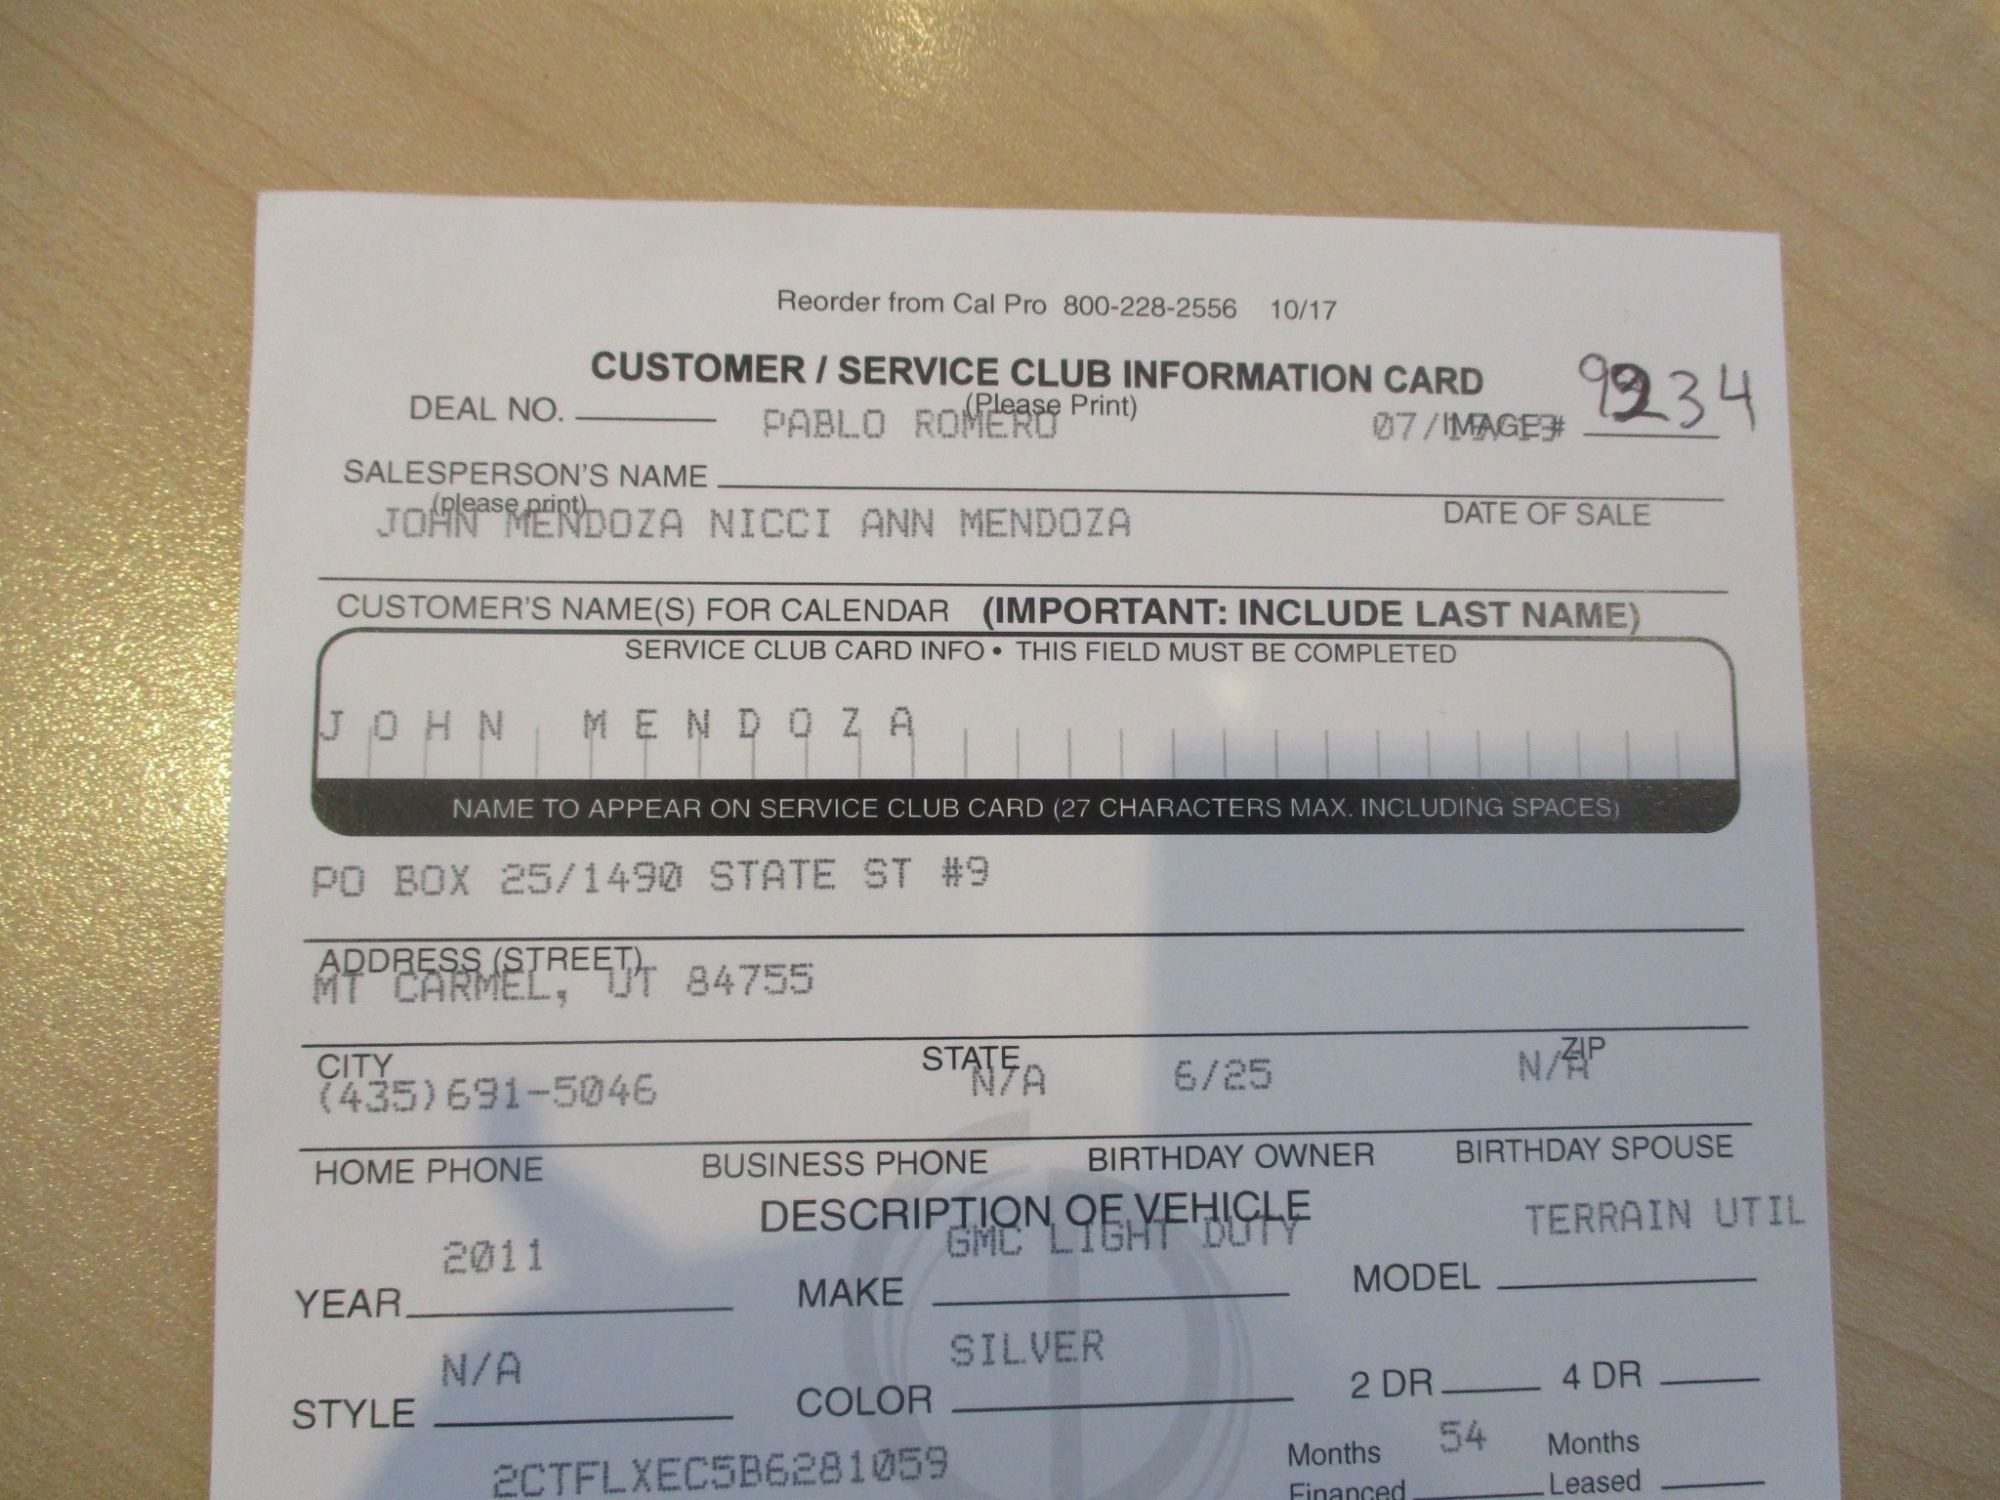 Reorder from Cal Pro 800-228-2556 10/17
CUSTOMER / SERVICE CLUB INFORMATION CARD
(Please Print)
DEAL NO. PABLO ROMERO 07/ IMAGE# 9234
SALESPERSON'S NAME
(please print) DATE OF SALE
JOHN MENDOZA NICCI ANN MENDOZA
CUSTOMER'S NAME(S) FOR CALENDAR (IMPORTANT: INCLUDE LAST NAME)
SERVICE CLUB CARD INFO • THIS FIELD MUST BE COMPLETED
JOHN MENDOZA
NAME TO APPEAR ON SERVICE CLUB CARD (27 CHARACTERS MAX. INCLUDING SPACES)
PO BOX 25/1490 STATE ST #9
ADDRESS (STREET)
MT CARMEL, UT 84755
CITY STATE ZIP
(435)691-5046 N/A 6/25 N/A
HOME PHONE BUSINESS PHONE BIRTHDAY OWNER BIRTHDAY SPOUSE
DESCRIPTION OF VEHICLE
2011 GMC LIGHT DUTY TERRAIN UTIL
YEAR MAKE MODEL
N/A SILVER
STYLE COLOR 2 DR 4 DR
2CTFLXEC5B6281059 Months 54 Months
Financed Leased